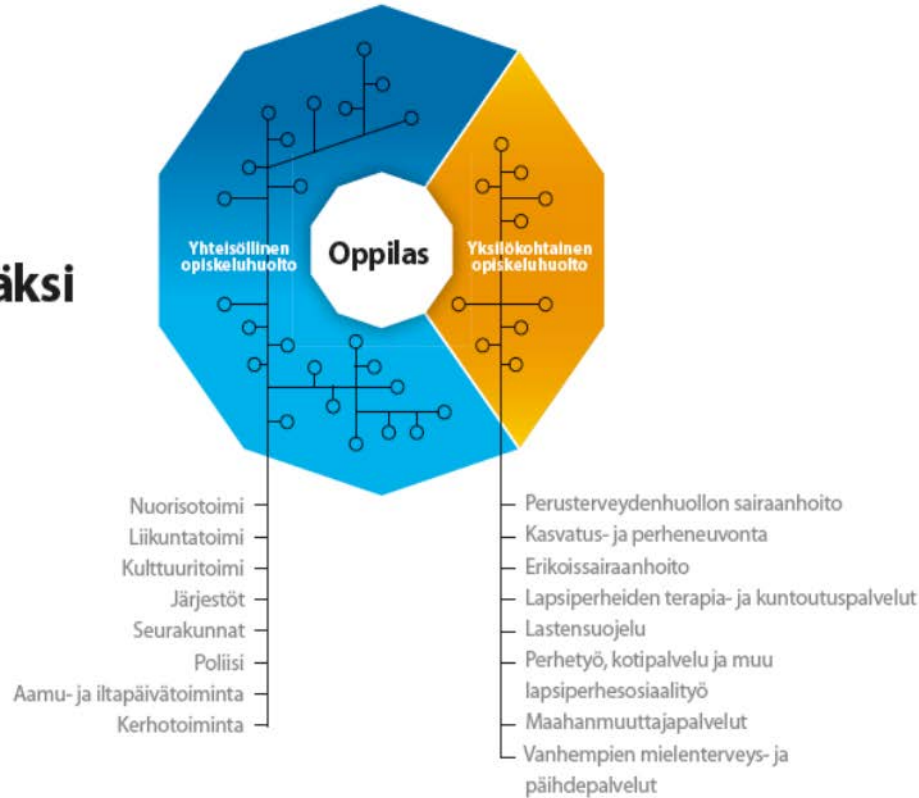 äksi
Yhteisöllinen
opiskeluhuolto
Oppilas
Yksilökohtainen
opiskeluhuolto
Nuorisotoimi
Liikuntatoimi
Kulttuuritoimi
Järjestöt
Seurakunnat
Poliisi
Aamu- ja iltapäivätoiminta
Kerhotoiminta
Perusterveydenhuollon sairaanhoito
Kasvatus- ja perheneuvonta
Erikoissairaanhoito
Lapsiperheiden terapia- ja kuntoutuspalvelut
Lastensuojelu
Perhetyö, kotipalvelu ja muu
lapsiperhesosiaalityö
Maahanmuuttajapalvelut
Vanhempien mielenterveys- ja
päihdepalvelut